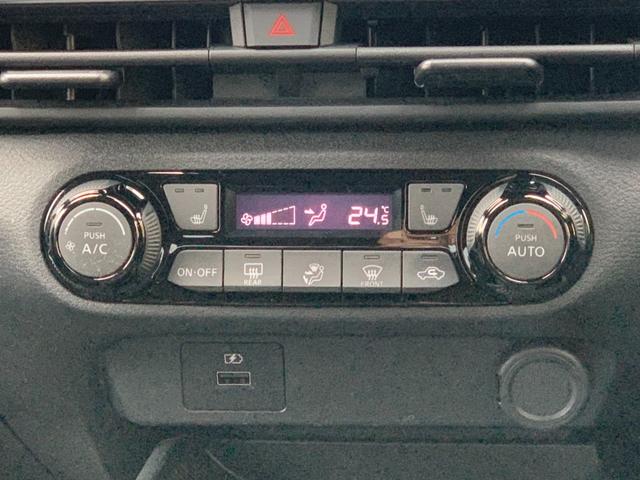 24.5°C
PUSH
A/C
PUSH
AUTO
ON·OFF
REAR
FRONT